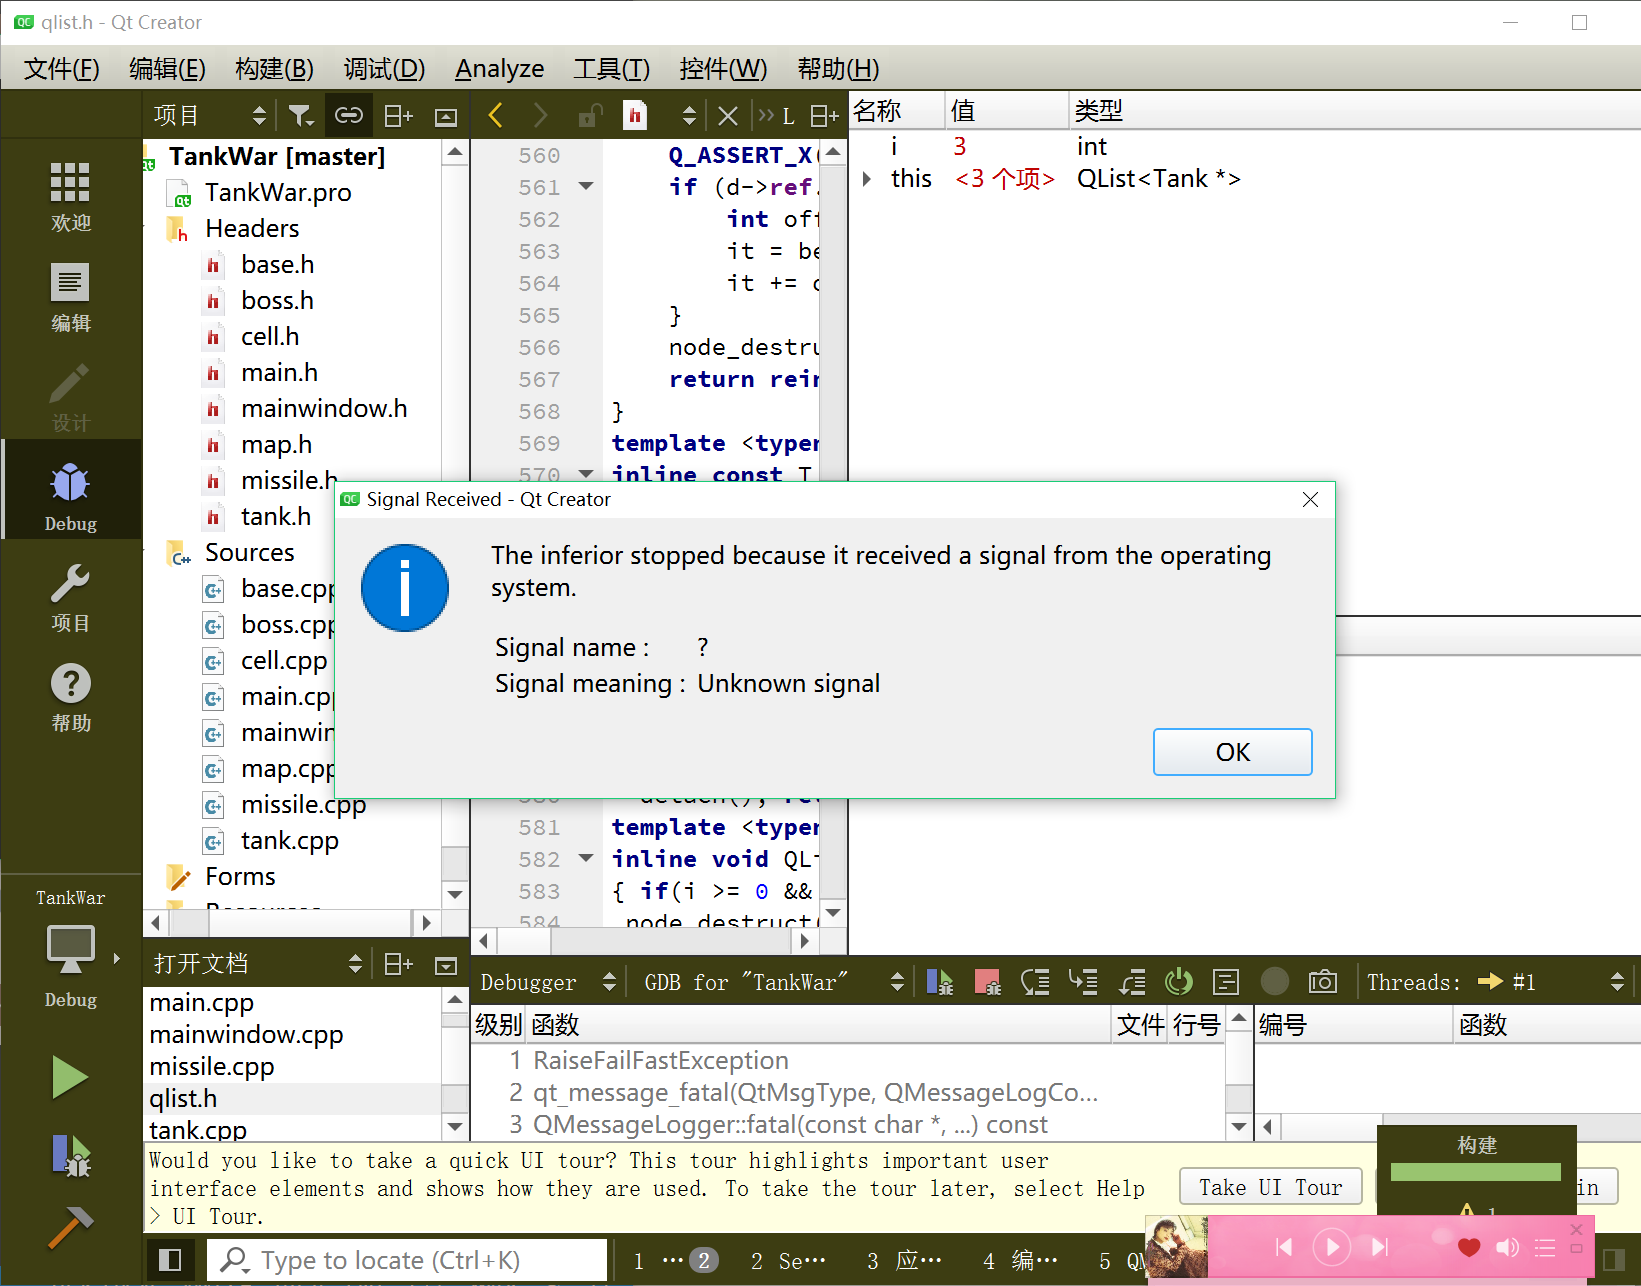 qlist.h - Qt Creator
文件(F) 编辑(E) 构建(B) 调试(D) Analyze 工具(T) 控件(W) 帮助(H)
项目
L
名称 值 类型
i 3 int
this <3 个项> QList<Tank *>
欢迎
编辑
设计
Debug
项目
帮助
TankWar
Debug
TankWar [master]
TankWar.pro
Headers
base.h
boss.h
cell.h
main.h
mainwindow.h
map.h
missile.h
tank.h
Sources
base.cpp
boss.cpp
cell.cpp
main.cpp
mainwin
map.cpp
missile.cpp
tank.cpp
Forms
560 Q_ASSERT_X(
561 if (d->ref.
562 int off
563 it = be
564 it +=
565 }
566 node_destru
567 return rein
568 }
569 template <typen
570 inline const T
581 template <typen
582 inline void QLi
583 { if(i >= 0 &&
584 node_destruct(
Signal Received - Qt Creator
The inferior stopped because it received a signal from the operating
system.
Signal name : ?
Signal meaning : Unknown signal
OK
打开文档
main.cpp
mainwindow.cpp
missile.cpp
qlist.h
tank.cpp
Debugger GDB for "TankWar" Threads: #1
级别 函数 文件 行号 编号 函数
1 RaiseFailFastException
2 qt_message_fatal(QtMsgType, QMessageLogCo...
3 QMessageLogger::fatal(const char *, ...) const
Would you like to take a quick UI tour? This tour highlights important user
interface elements and shows how they are used. To take the tour later, select Help
> UI Tour.
Take UI Tour
in
构建
1
Type to locate (Ctrl+K)
1 ··· 2 2 Se··· 3 应··· 4 编··· 5